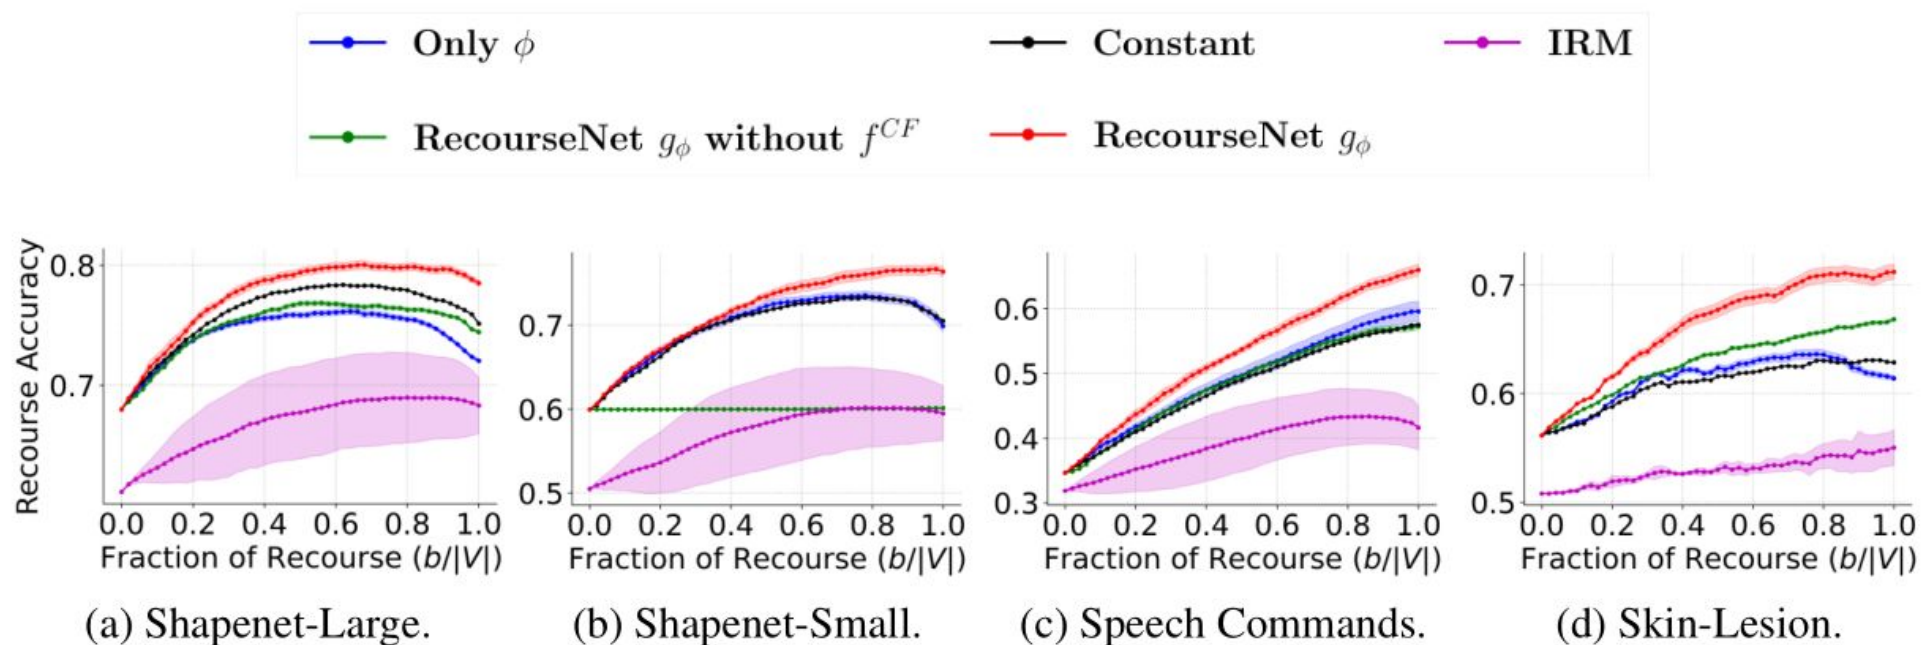 Only ϕ
Constant
IRM
RecourseNet g_ϕ without f^{CF}
RecourseNet g_ϕ
Recourse Accuracy
0.8
0.7
0.0 0.2 0.4 0.6 0.8 1.0
Fraction of Recourse (b/|V|)
(a) Shapenet-Large.
0.7
0.6
0.5
0.0 0.2 0.4 0.6 0.8 1.0
Fraction of Recourse (b/|V|)
(b) Shapenet-Small.
0.6
0.5
0.4
0.3
0.0 0.2 0.4 0.6 0.8 1.0
Fraction of Recourse (b/|V|)
(c) Speech Commands.
0.7
0.6
0.5
0.0 0.2 0.4 0.6 0.8 1.0
Fraction of Recourse (b/|V|)
(d) Skin-Lesion.